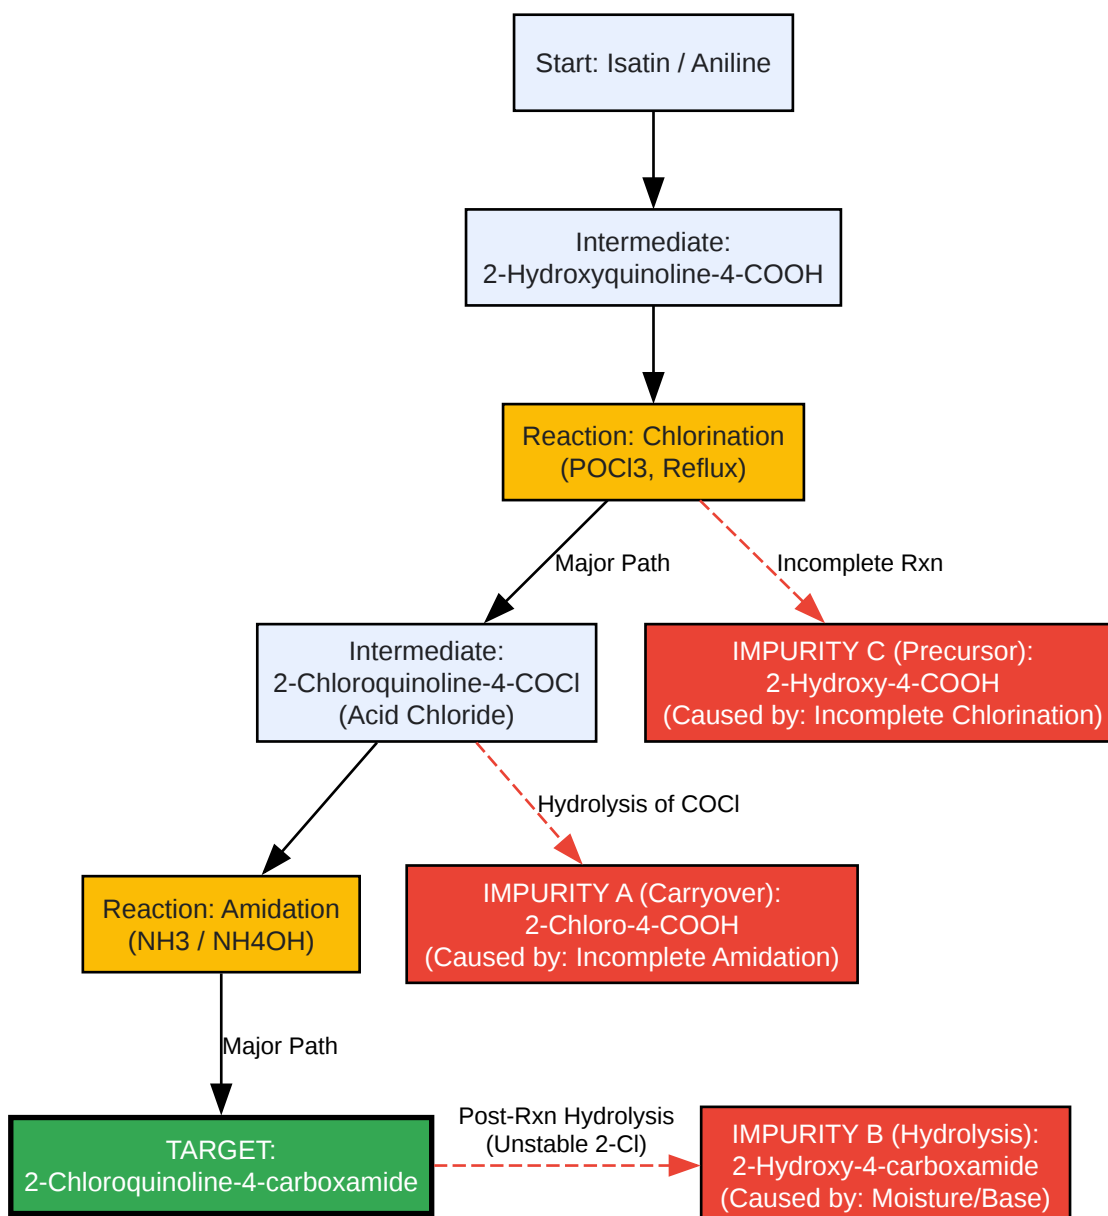 Start: Isatin / Aniline
Intermediate:
2-Hydroxyquinoline-4-COOH
Reaction: Chlorination
(POCl3, Reflux)
Major Path
Incomplete Rxn
Intermediate:
2-Chloroquinoline-4-COCl
(Acid Chloride)
IMPURITY C (Precursor):
2-Hydroxy-4-COOH
(Caused by: Incomplete Chlorination)
Hydrolysis of COCl
Reaction: Amidation
(NH3 / NH4OH)
IMPURITY A (Carryover):
2-Chloro-4-COOH
(Caused by: Incomplete Amidation)
Major Path
TARGET:
2-Chloroquinoline-4-carboxamide
Post-Rxn Hydrolysis
(Unstable 2-Cl)
IMPURITY B (Hydrolysis):
2-Hydroxy-4-carboxamide
(Caused by: Moisture/Base)